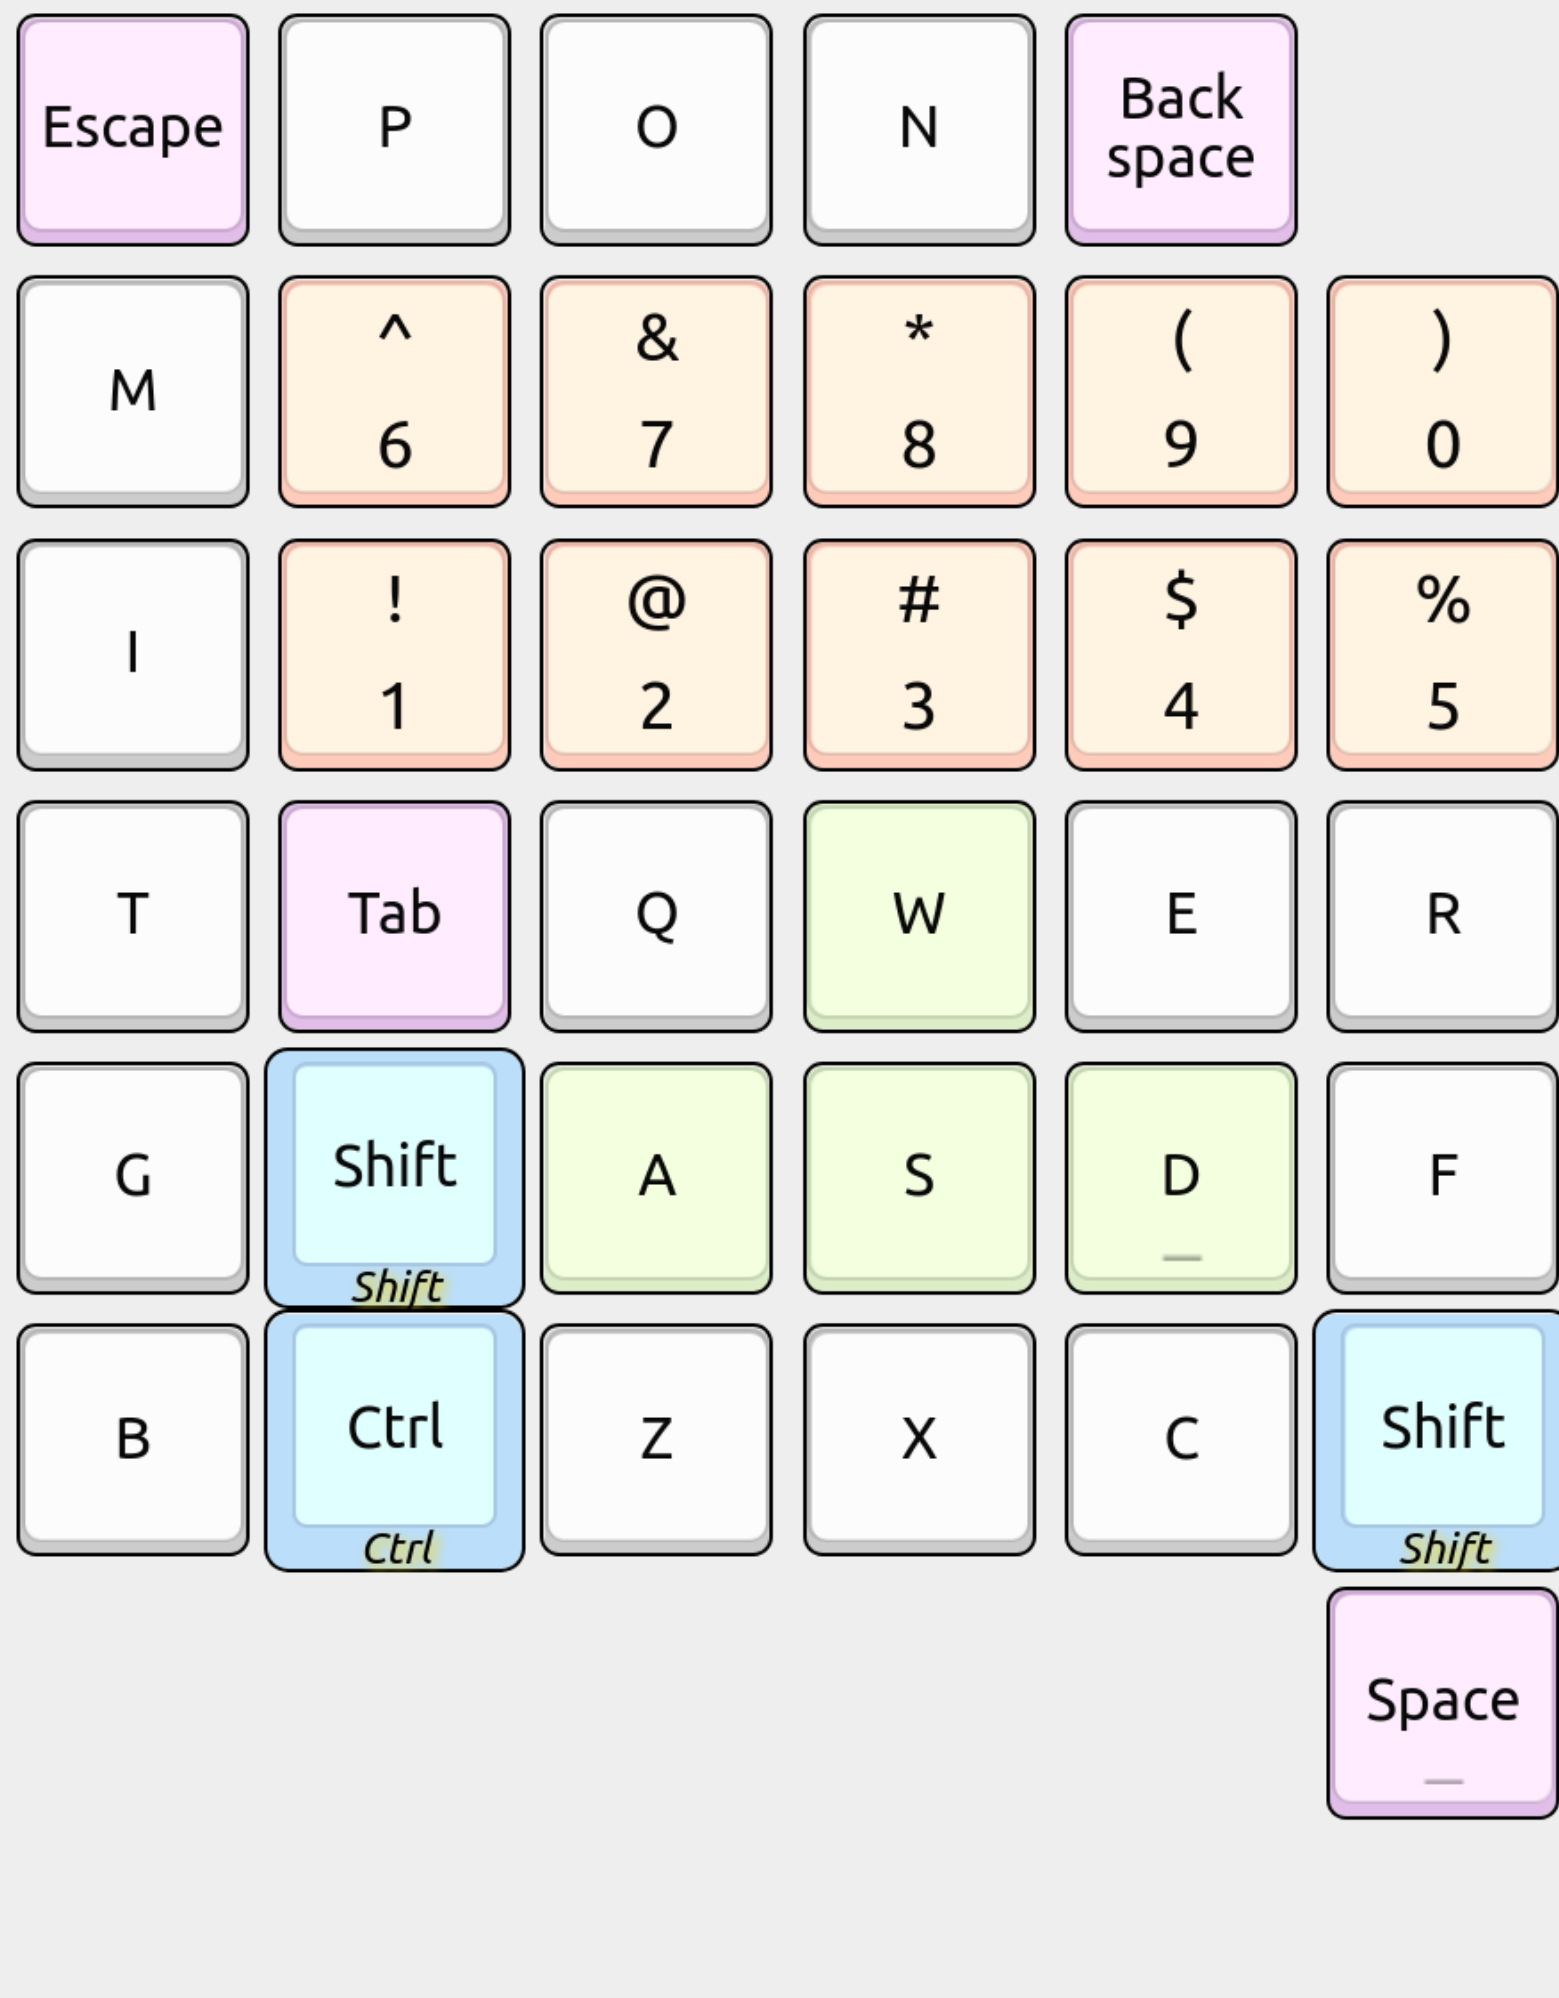 Escape P O N Back
space
M ^ & * ( )
6 7 8 9 0
I ! @ # $ %
1 2 3 4 5
T Tab Q W E R
G Shift A S D F
_
Shift
B Ctrl Z X C Shift
Ctrl Shift
Space
_